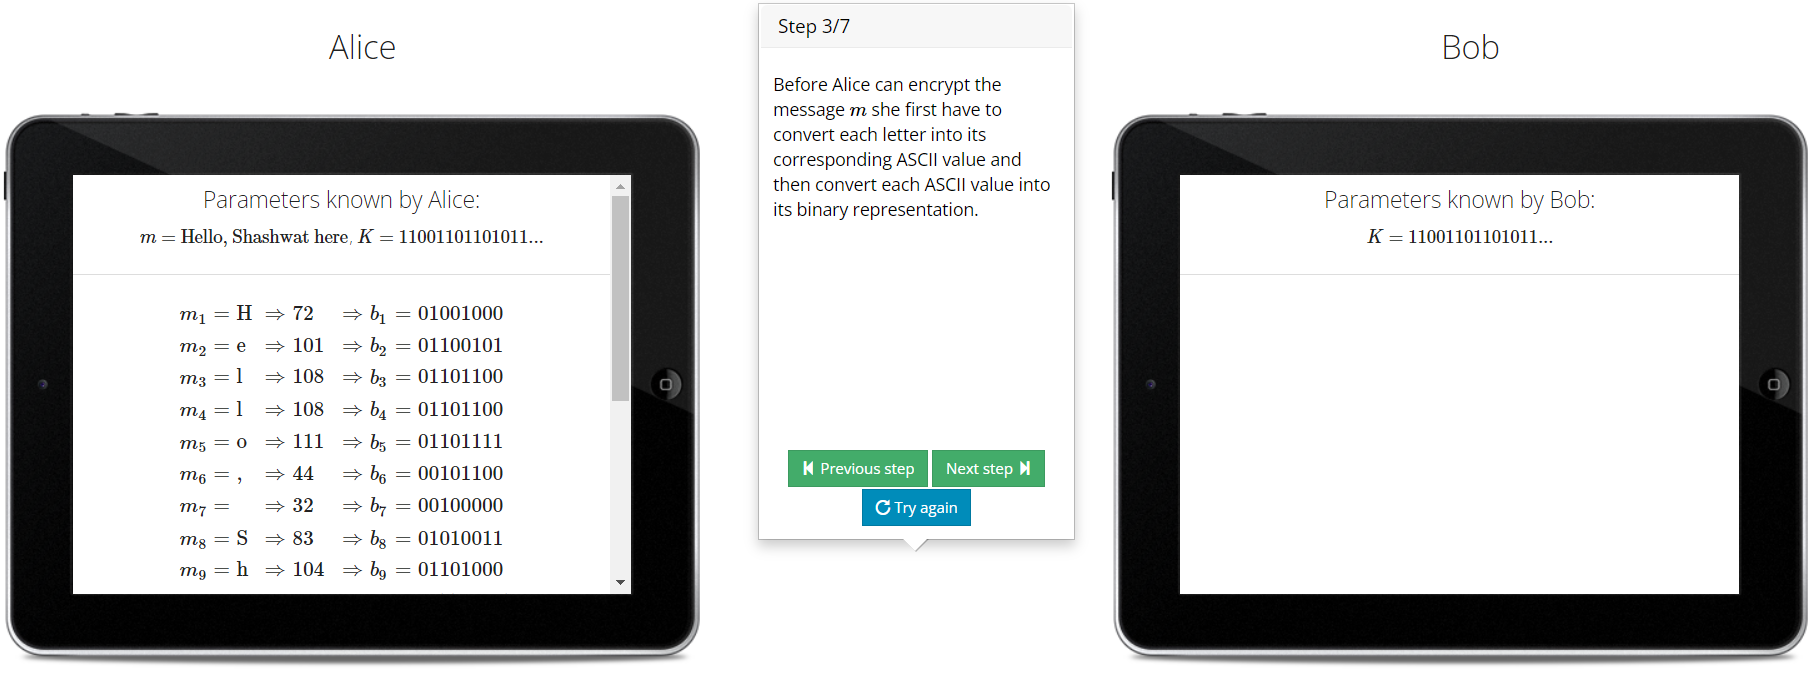 Alice
Parameters known by Alice:
m = Hello, Shashwat here, K = 11001101101011...
m₁ = H ⇒ 72 ⇒ b₁ = 01001000
m₂ = e ⇒ 101 ⇒ b₂ = 01100101
m₃ = l ⇒ 108 ⇒ b₃ = 01101100
m₄ = l ⇒ 108 ⇒ b₄ = 01101100
m₅ = o ⇒ 111 ⇒ b₅ = 01101111
m₆ = , ⇒ 44 ⇒ b₆ = 00101100
m₇ = ⇒ 32 ⇒ b₇ = 00100000
m₈ = S ⇒ 83 ⇒ b₈ = 01010011
m₉ = h ⇒ 104 ⇒ b₉ = 01101000
Step 3/7
Before Alice can encrypt the
message m she first have to
convert each letter into its
corresponding ASCII value and
then convert each ASCII value into
its binary representation.
Previous step
Next step
Try again
Bob
Parameters known by Bob:
K = 11001101101011...